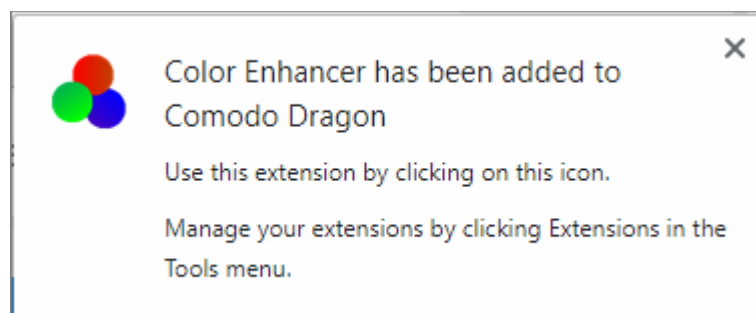 Color Enhancer has been added to
Comodo Dragon
Use this extension by clicking on this icon.
Manage your extensions by clicking Extensions in the
Tools menu.